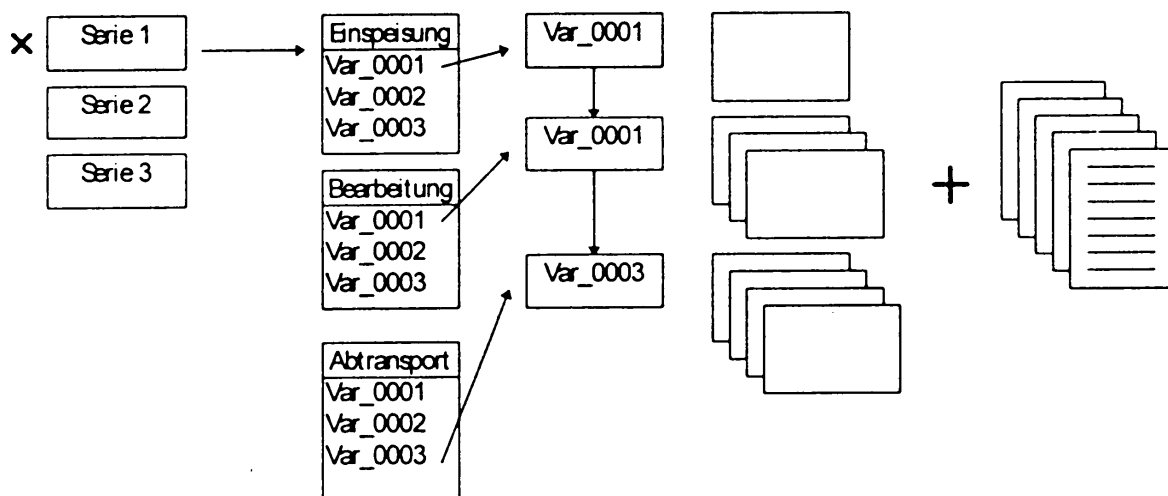 ×
Serie 1
Serie 2
Serie 3
Einspeisung
Var_0001
Var_0002
Var_0003
Bearbeitung
Var_0001
Var_0002
Var_0003
Abtransport
Var_0001
Var_0002
Var_0003
Var_0001
Var_0001
Var_0003
+